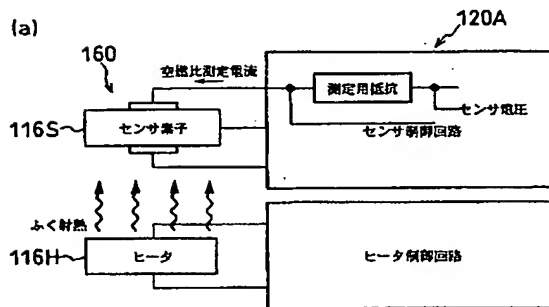 (a)
120A
160
空燃比測定電流
測定用抵抗
センサ電圧
116S
センサ素子
センサ制御回路
ふく射熱
116H
ヒータ
ヒータ制御回路